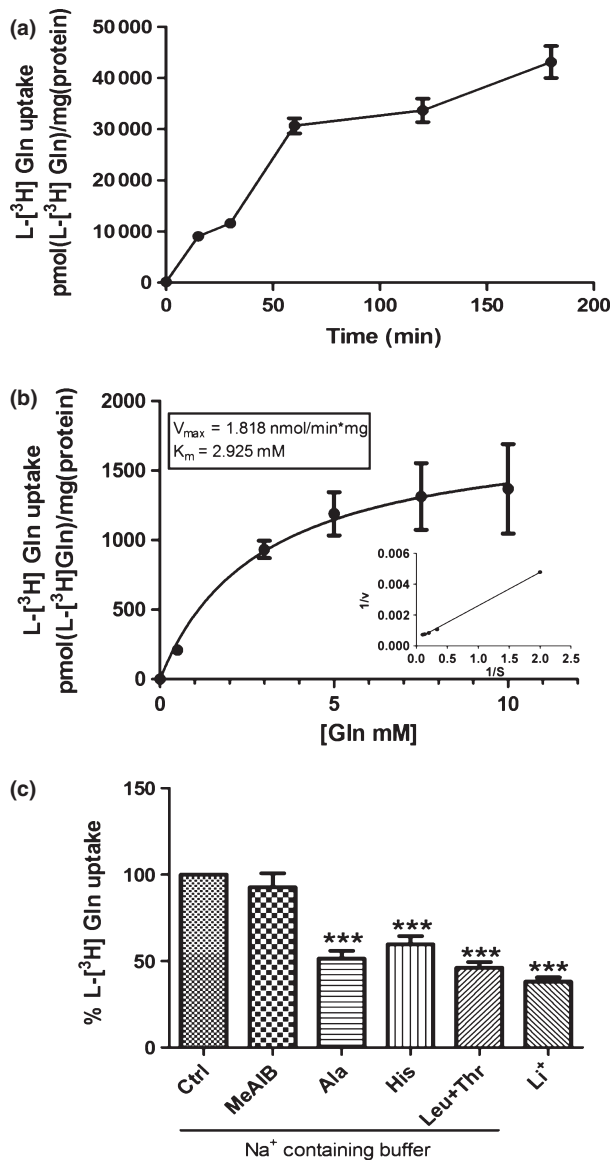 (a)
L-[³H] Gln uptake
pmol(L-[³H] Gln)/mg(protein)
50 000
40 000
30 000
20 000
10 000
0
0 50 100 150 200
Time (min)
(b)
L-[³H] Gln uptake
pmol(L-[³H]Gln)/mg(protein)
2000
1500
1000
500
0
Vmax = 1.818 nmol/min*mg
Km = 2.925 mM
1/v
0.006
0.004
0.002
0.000
0.0 0.5 1.0 1.5 2.0 2.5
1/S
0 5 10
[Gln mM]
(c)
% L-[³H] Gln uptake
150
100
50
0
*** *** *** ***
Ctrl MeAIB Ala His Leu+Thr Li⁺
Na⁺ containing buffer